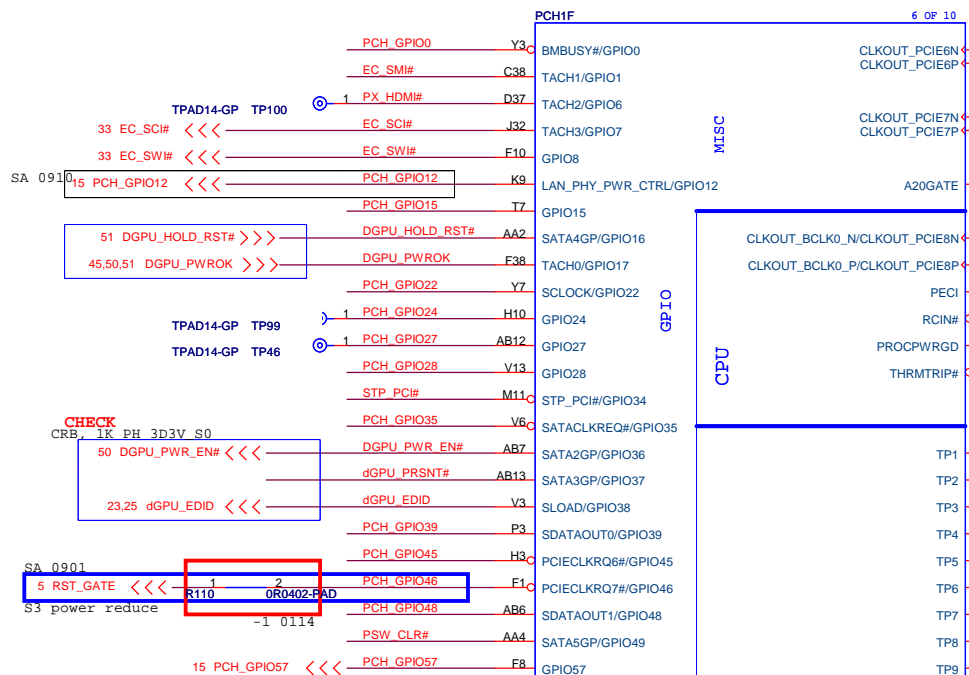 PCH1F 6 OF 10
PCH_GPIO0 Y3 BMBUSY#/GPIO0 CLKOUT_PCIE6N
CLKOUT_PCIE6P
EC_SMI# C38 TACH1/GPIO1
TPAD14-GP TP100 1 PX_HDMI# D37 TACH2/GPIO6
CLKOUT_PCIE7N
33 EC_SCI# EC_SCI# J32 TACH3/GPIO7 CLKOUT_PCIE7P
MISC
33 EC_SWI# EC_SWI# F10 GPIO8
SA 0910 15 PCH_GPIO12 PCH_GPIO12 K9 LAN_PHY_PWR_CTRL/GPIO12 A20GATE
PCH_GPIO15 T7 GPIO15
51 DGPU_HOLD_RST# DGPU_HOLD_RST# AA2 SATA4GP/GPIO16 CLKOUT_BCLK0_N/CLKOUT_PCIE8N
45,50,51 DGPU_PWROK DGPU_PWROK F38 TACH0/GPIO17 CLKOUT_BCLK0_P/CLKOUT_PCIE8P
PCH_GPIO22 Y7 SCLOCK/GPIO22 PECI
GPIO
TPAD14-GP TP99 1 PCH_GPIO24 H10 GPIO24 RCIN#
TPAD14-GP TP46 1 PCH_GPIO27 AB12 GPIO27 PROCPWRGD
CPU
PCH_GPIO28 V13 GPIO28 THRMTRIP#
STP_PCI# M11 STP_PCI#/GPIO34
CHECK
PCH_GPIO35 V6 SATACLKREQ#/GPIO35
CRB, 1K PH 3D3V S0
50 DGPU_PWR_EN# DGPU_PWR_EN# AB7 SATA2GP/GPIO36 TP1
dGPU_PRSNT# AB13 SATA3GP/GPIO37 TP2
23,25 dGPU_EDID dGPU_EDID V3 SLOAD/GPIO38 TP3
PCH_GPIO39 P3 SDATAOUT0/GPIO39 TP4
PCH_GPIO45 H3 PCIECLKRQ6#/GPIO45 TP5
SA 0901
5 RST_GATE 1 2 PCH_GPIO46 F1 PCIECLKRQ7#/GPIO46 TP6
R110 0R0402-PAD
S3 power reduce
PCH_GPIO48 AB6 SDATAOUT1/GPIO48 TP7
-1 0114
PSW_CLR# AA4 SATA5GP/GPIO49 TP8
15 PCH_GPIO57 PCH_GPIO57 F8 GPIO57 TP9